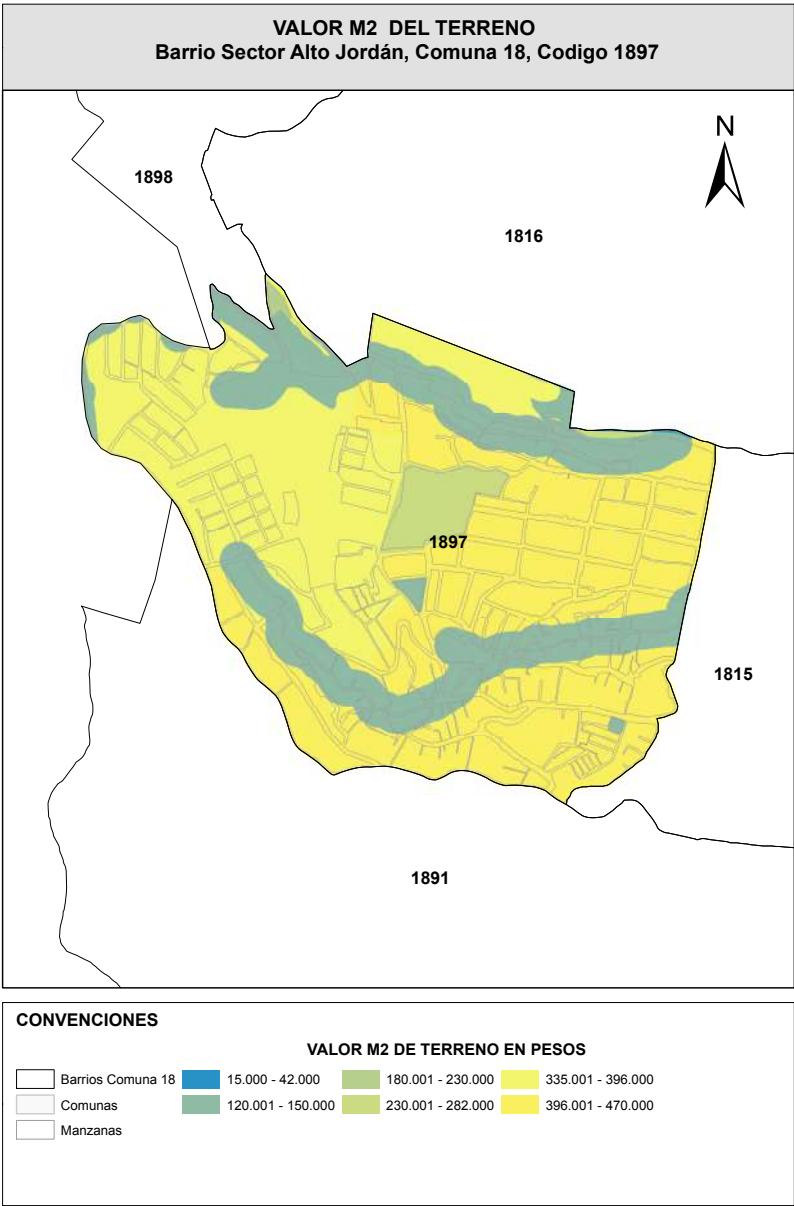 VALOR M2 DEL TERRENO
Barrio Sector Alto Jordán, Comuna 18, Codigo 1897
N
1898
1816
1897
1815
1891
CONVENCIONES
VALOR M2 DE TERRENO EN PESOS
Barrios Comuna 18 15.000 - 42.000 180.001 - 230.000 335.001 - 396.000
Comunas 120.001 - 150.000 230.001 - 282.000 396.001 - 470.000
Manzanas